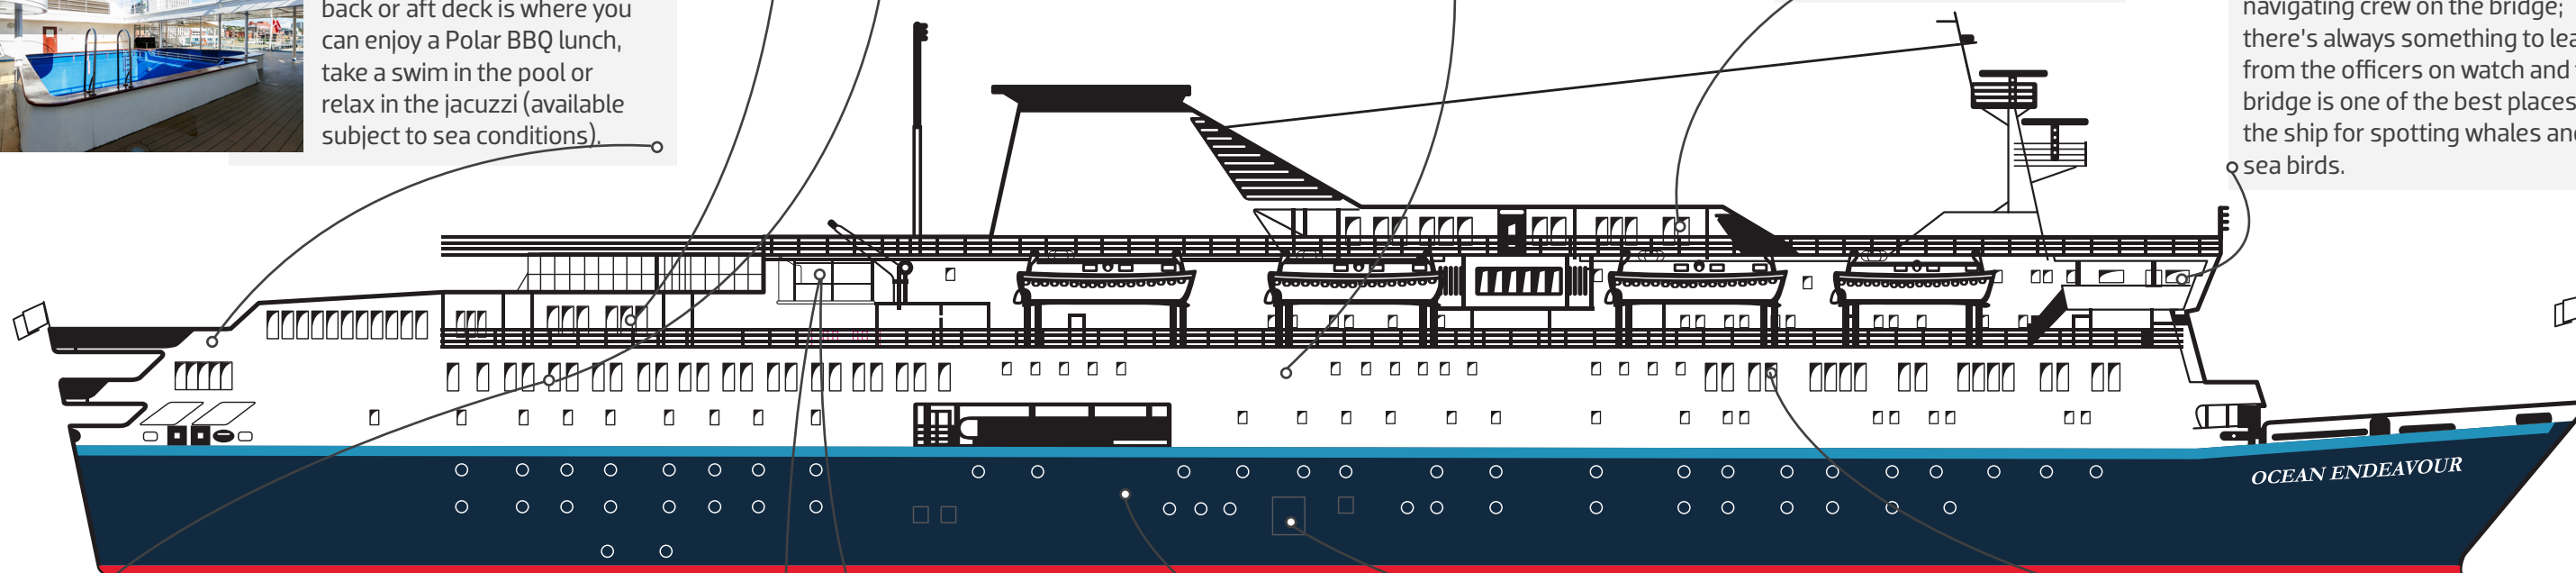 back or aft deck is where you
can enjoy a Polar BBQ lunch,
take a swim in the pool or
relax in the jacuzzi (available
subject to sea conditions).
navigating crew on the bridge;
there's always something to
from the officers on watch and
bridge is one of the best places
the ship for spotting whales
sea birds.
OCEAN ENDEAVOUR